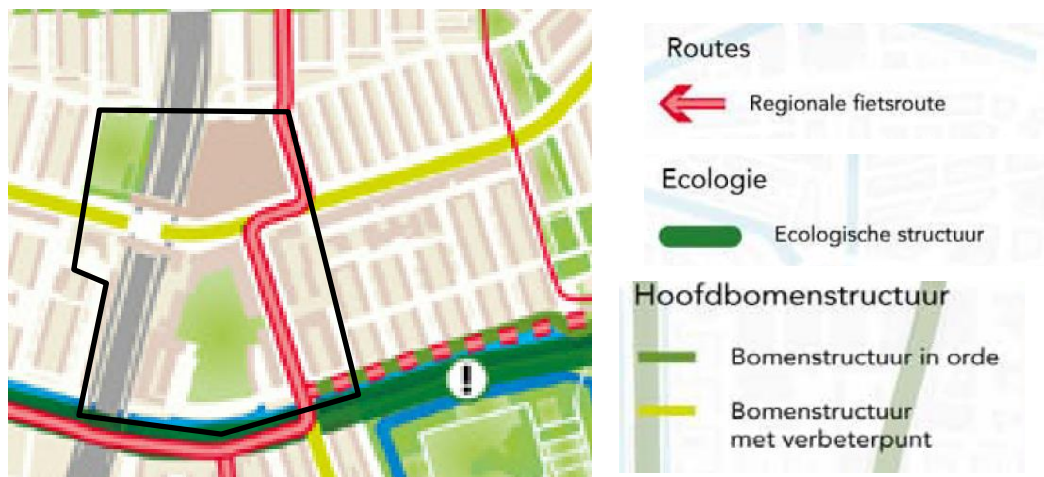 Routes
Regionale fietsroute
Ecologie
Ecologische structuur
Hoofdbomenstructuur
Bomenstructuur in orde
Bomenstructuur
met verbeterpunt
!